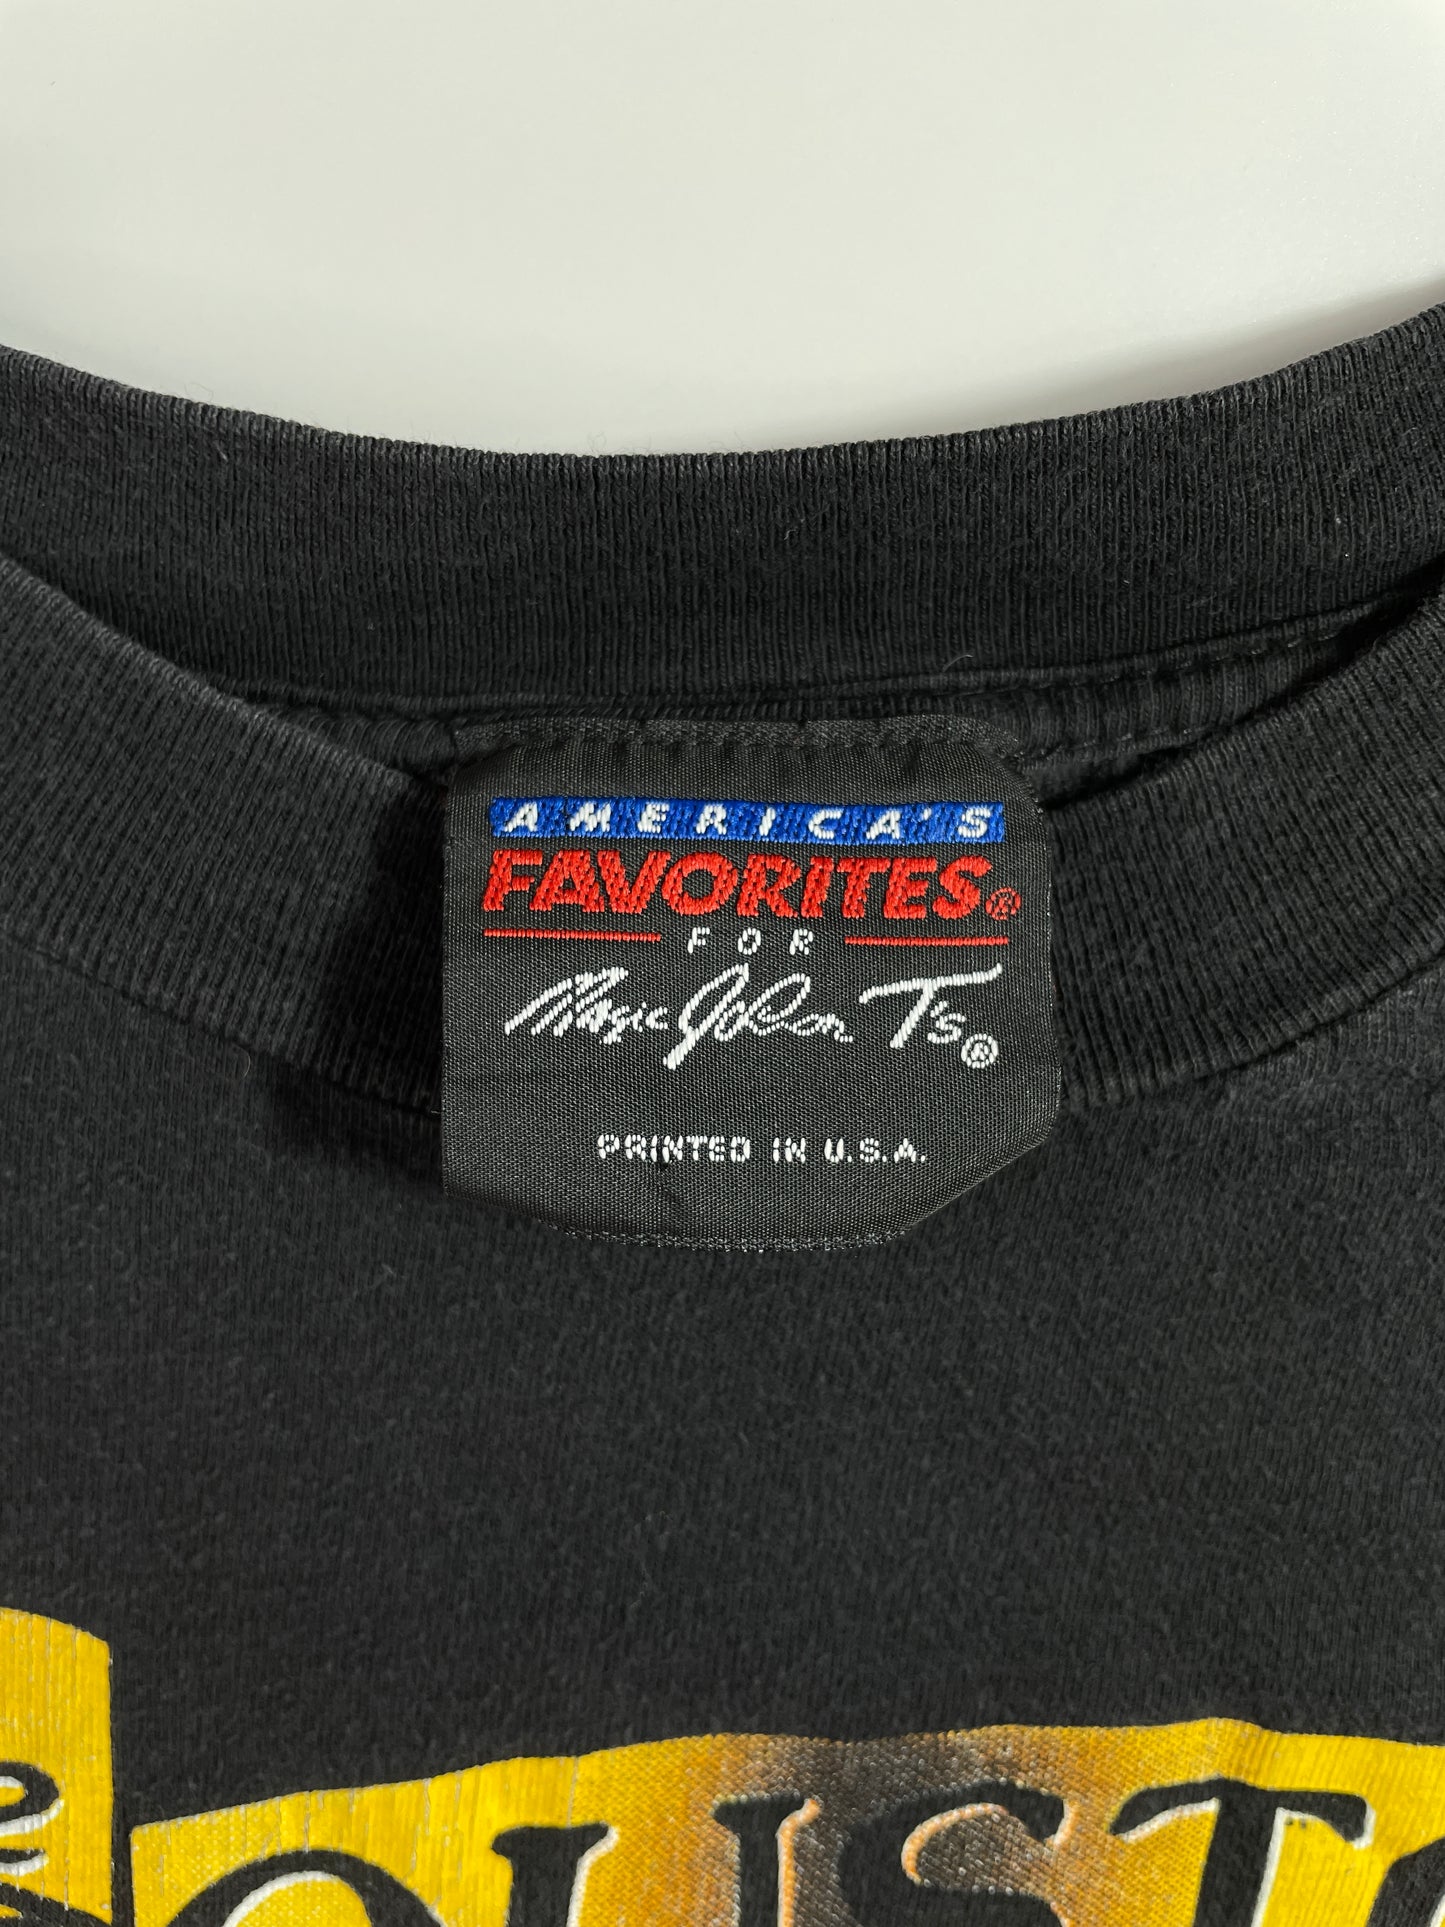 AMERICA'S
FAVORITES®
FOR
Magic Johnson T's®
PRINTED IN U.S.A.